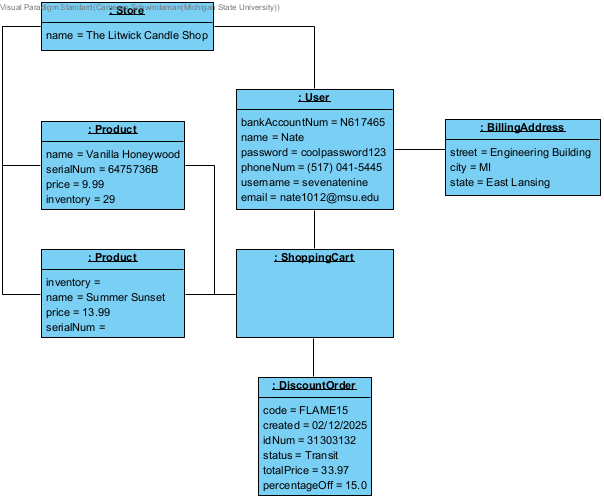 Visual Paradigm Standard(Cameron Schwindaman(Michigan State University))
: Store
name = The Litwick Candle Shop
: User
bankAccountNum = N617465
name = Nate
password = coolpassword123
phoneNum = (517) 041-5445
username = sevenatenine
email = nate1012@msu.edu
: BillingAddress
street = Engineering Building
city = MI
state = East Lansing
: Product
name = Vanilla Honeywood
serialNum = 6475736B
price = 9.99
inventory = 29
: Product
inventory =
name = Summer Sunset
price = 13.99
serialNum =
: ShoppingCart
: DiscountOrder
code = FLAME15
created = 02/12/2025
idNum = 31303132
status = Transit
totalPrice = 33.97
percentageOff = 15.0